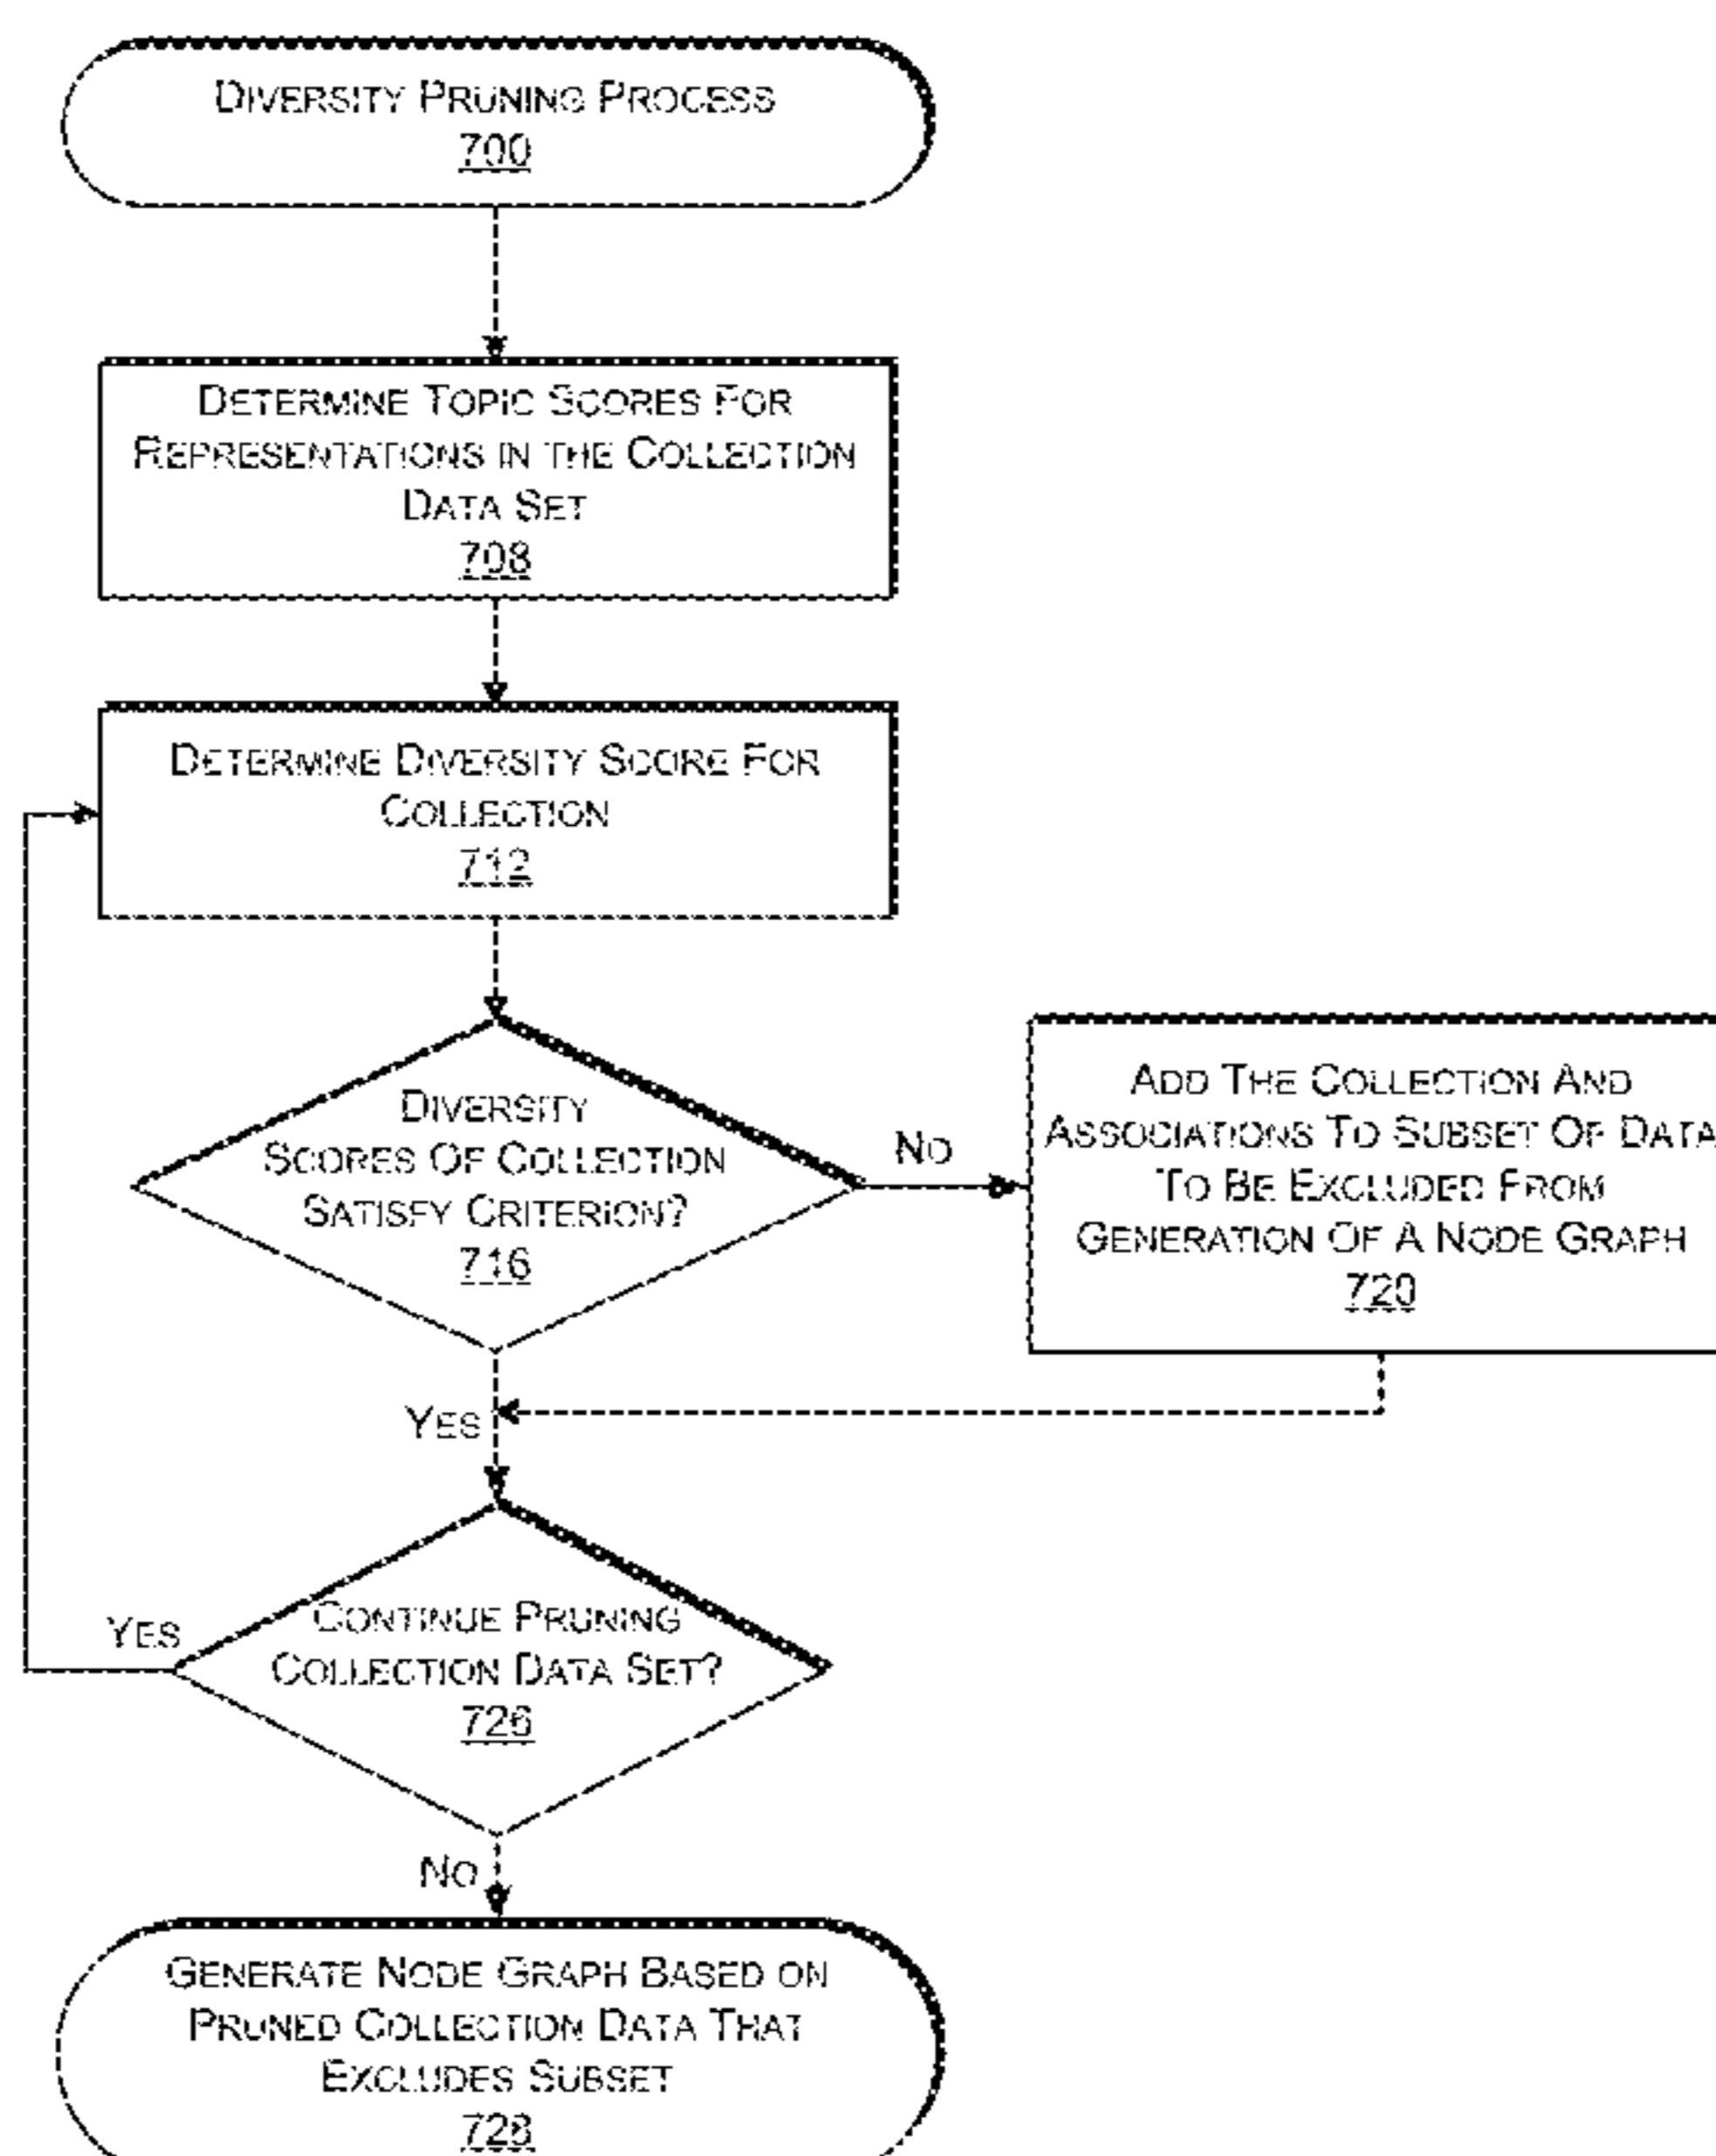 DIVERSITY PRUNING PROCESS
700
DETERMINE TOPIC SCORES FOR
REPRESENTATIONS IN THE COLLECTION
DATA SET
708
DETERMINE DIVERSITY SCORE FOR
COLLECTION
712
DIVERSITY
SCORES OF COLLECTION
SATISFY CRITERION?
716
NO
ADD THE COLLECTION AND
ASSOCIATIONS TO SUBSET OF DATA
TO BE EXCLUDED FROM
GENERATION OF A NODE GRAPH
720
YES
CONTINUE PRUNING
COLLECTION DATA SET?
726
YES
NO
GENERATE NODE GRAPH BASED ON
PRUNED COLLECTION DATA THAT
EXCLUDES SUBSET
728